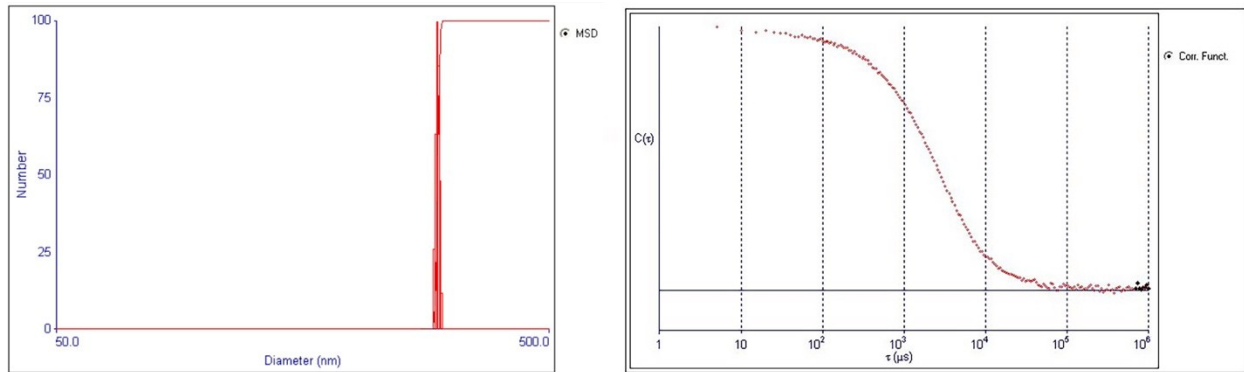 100
MSD
75
Number
50
25
0
50.0
500.0
Diameter (nm)
Corr. Funct.
C(τ)
1
10
10²
10³
10⁴
10⁵
10⁶
τ (μs)